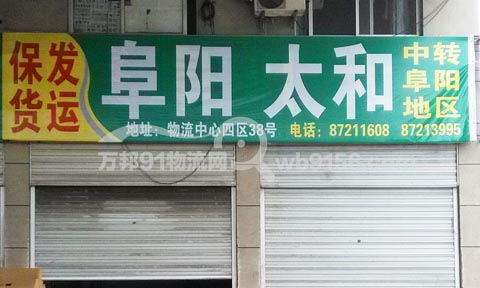 保发
货运
阜阳 太和
中转
阜阳
地区
地址：物流中心四区38号 电话：87211608 87213995
万邦91物流网 wb9156.com